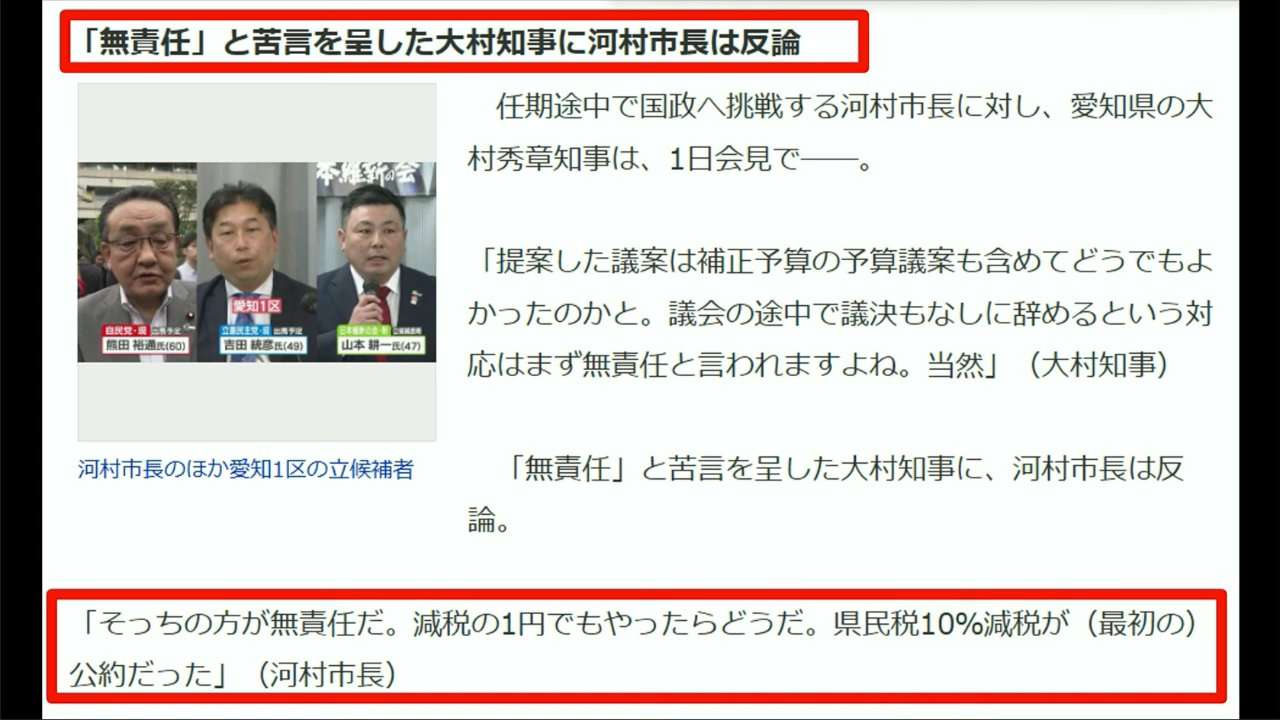 「無責任」と苦言を呈した大村知事に河村市長は反論
任期途中で国政へ挑戦する河村市長に対し、愛知県の大
村秀章知事は、1日会見で――。
「提案した議案は補正予算の予算議案も含めてどうでもよ
かったのかと。議会の途中で議決もなしに辞めるという対
応はまず無責任と言われますよね。当然」（大村知事）
本維新の会
愛知1区
自民党・現 出馬予定
熊田 裕通氏(60)
立憲民主党・現 出馬予定
吉田 統彦氏(49)
日本維新の会・新
山本 耕一氏(47)
河村市長のほか愛知1区の立候補者
「無責任」と苦言を呈した大村知事に、河村市長は反
論。
「そっちの方が無責任だ。減税の1円でもやったらどうだ。県民税10%減税が（最初の）
公約だった」（河村市長）